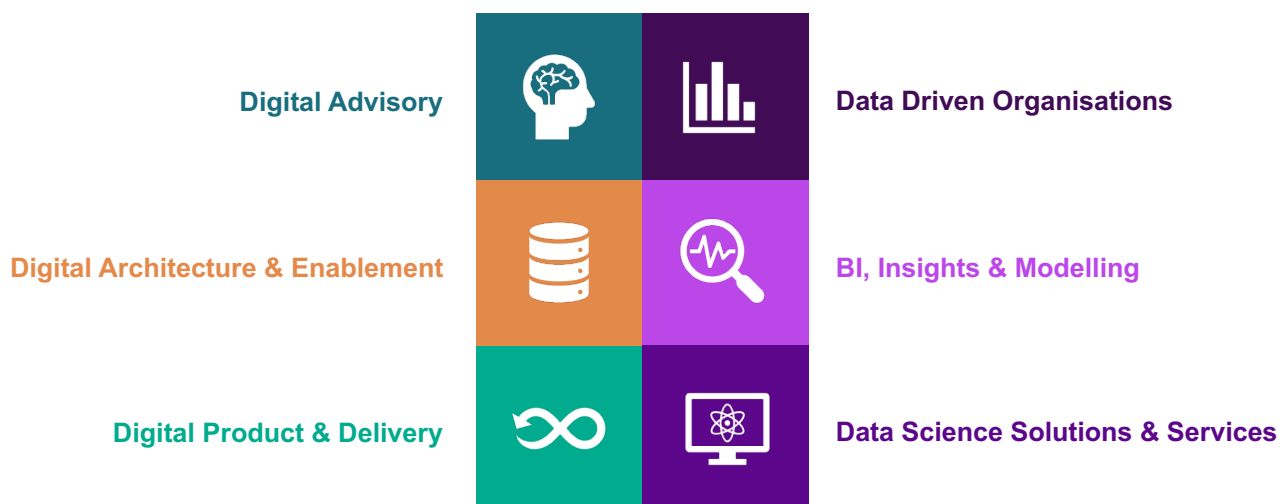 Digital Advisory
Data Driven Organisations
Digital Architecture & Enablement
BI, Insights & Modelling
Digital Product & Delivery
Data Science Solutions & Services